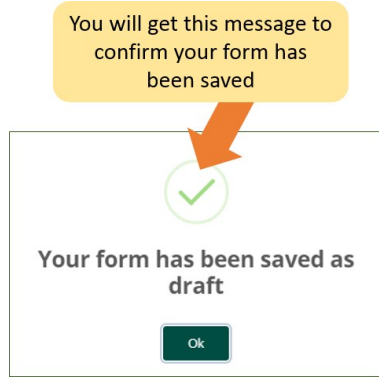 You will get this message to
confirm your form has
been saved
Your form has been saved as
draft
Ok